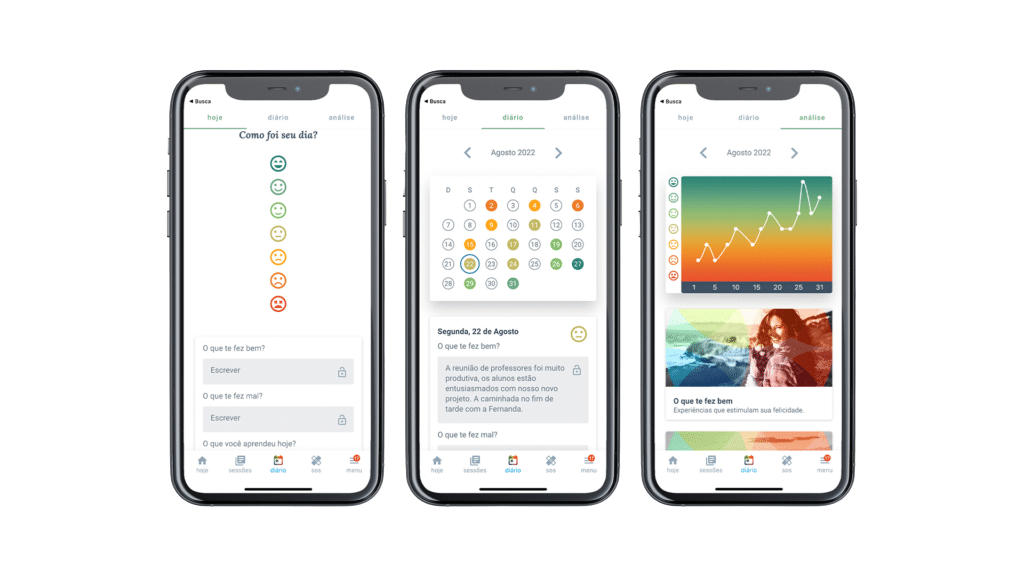 ◄ Busca
hoje diário análise
Como foi seu dia?
O que te fez bem?
Escrever
O que te fez mal?
Escrever
O que você aprendeu hoje?
17
hoje sessões diário sos menu
◄ Busca
hoje diário análise
Agosto 2022
D S T Q Q S S
1 2 3 4 5 6
7 8 9 10 11 12 13
14 15 16 17 18 19 20
21 22 23 24 25 26 27
28 29 30 31
Segunda, 22 de Agosto
O que te fez bem?
A reunião de professores foi muito
produtiva, os alunos estão
entusiasmados com nosso novo
projeto. A caminhada no fim de
tarde com a Fernanda.
O que te fez mal?
17
hoje sessões diário sos menu
◄ Busca
hoje diário análise
Agosto 2022
1 5 10 15 20 25 31
O que te fez bem
Experiências que estimulam sua felicidade.
17
hoje sessões diário sos menu